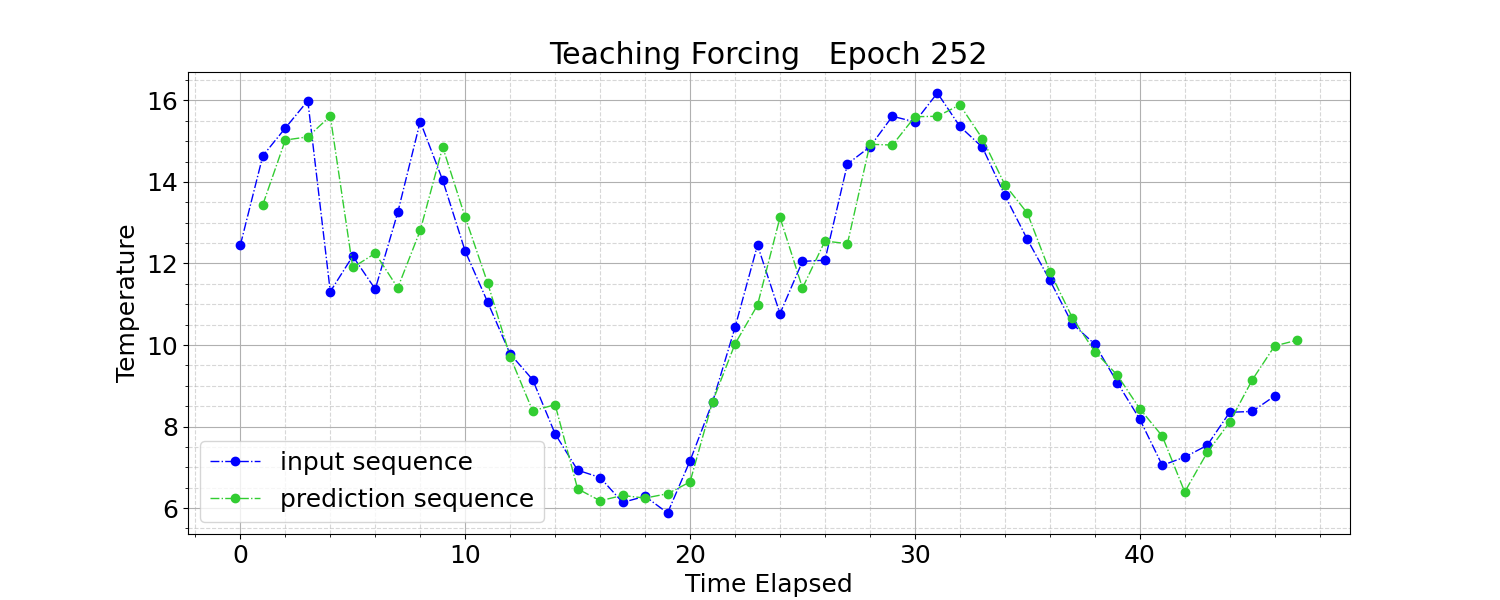 Teaching Forcing   Epoch 252
Temperature
16
14
12
10
8
6
input sequence
prediction sequence
0 10 20 30 40
Time Elapsed